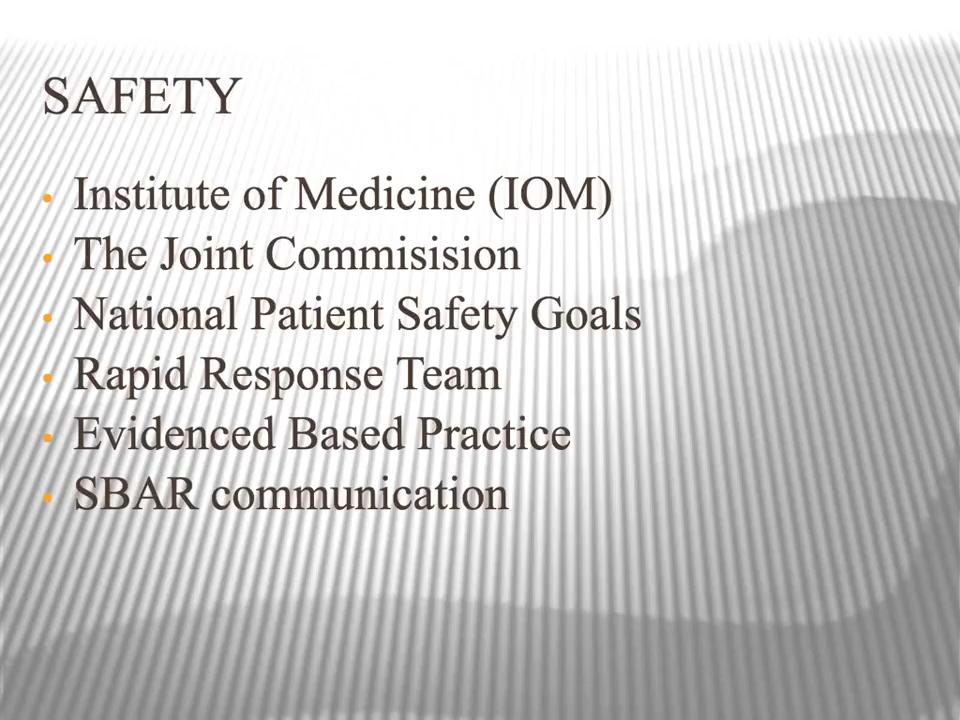 SAFETY
• Institute of Medicine (IOM)
• The Joint Commisision
• National Patient Safety Goals
• Rapid Response Team
• Evidenced Based Practice
• SBAR communication